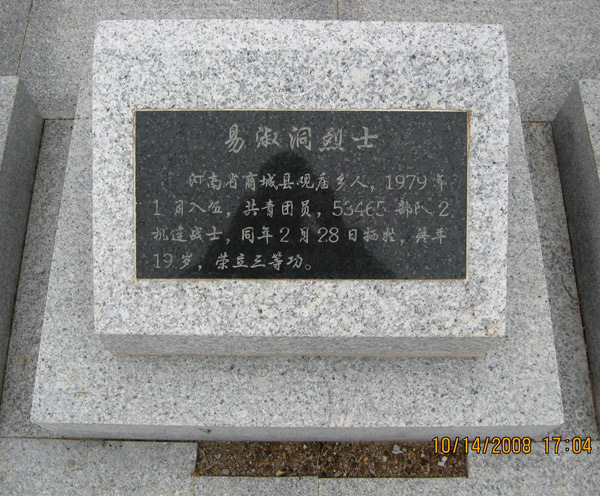 易淑洞烈士
河南省商城县观庙乡人，1979年
1月入伍，共青团员，53465部队2
机连战士，同年2月28日牺牲，终年
19岁，荣立三等功。
10/14/2008 17:04